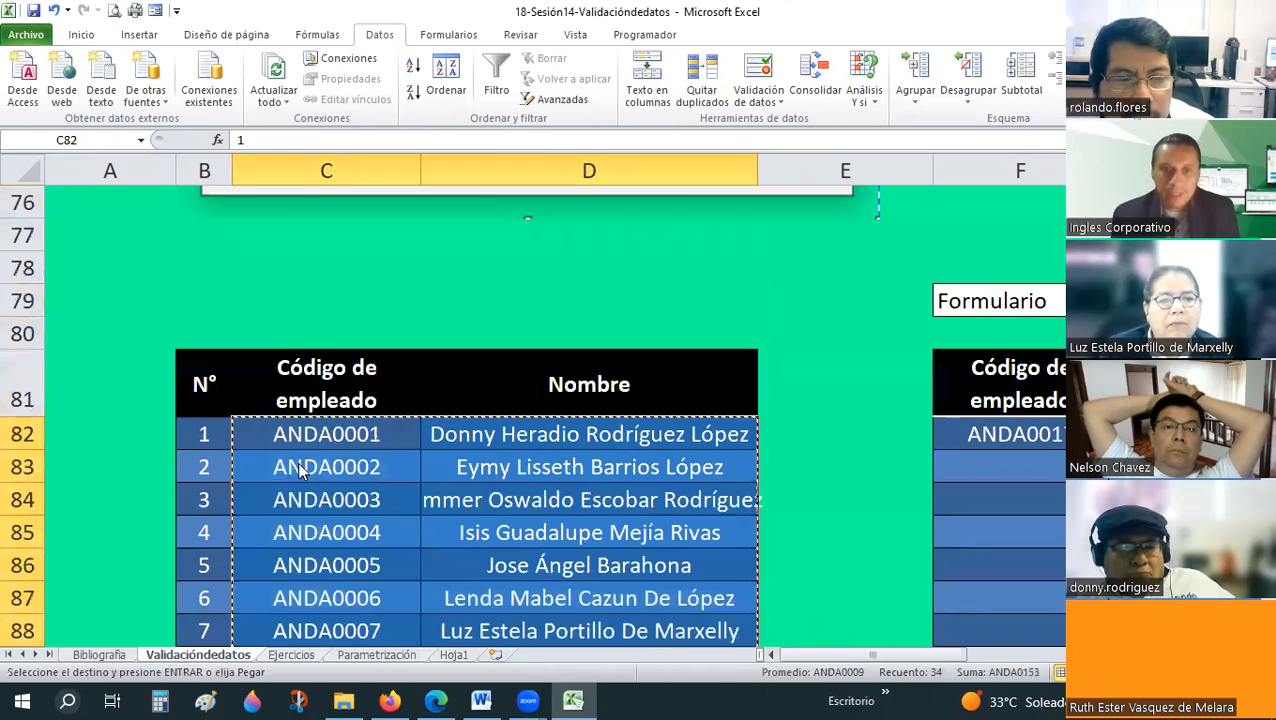 18-Sesión14-Validacióndedatos - Microsoft Excel
Archivo Inicio Insertar Diseño de página Fórmulas Datos Formularios Revisar Vista Programador
Desde Access
Desde web
Desde texto
De otras fuentes
Conexiones existentes
Obtener datos externos
Actualizar todo
Conexiones
Propiedades
Editar vínculos
Conexiones
Ordenar
Filtro
Borrar
Volver a aplicar
Avanzadas
Ordenar y filtrar
Texto en columnas
Quitar duplicados
Validación de datos
Consolidar
Análisis Y si
Herramientas de datos
Agrupar
Desagrupar
Subtotal
Esquema
C82 fx 1
A B C D E F
76
77
78
79 Formulario
80
81 N° Código de empleado Nombre Código de empleado
82 1 ANDA0001 Donny Heradio Rodríguez López ANDA001
83 2 ANDA0002 Eymy Lisseth Barrios López
84 3 ANDA0003 mmer Oswaldo Escobar Rodríguez
85 4 ANDA0004 Isis Guadalupe Mejía Rivas
86 5 ANDA0005 Jose Ángel Barahona
87 6 ANDA0006 Lenda Mabel Cazun De López
88 7 ANDA0007 Luz Estela Portillo De Marxelly
Bibliografia Validacióndedatos Ejercicios Parametrización Hoja1
Seleccione el destino y presione ENTRAR o elija Pegar Promedio: ANDA0009 Recuento: 34 Suma: ANDA0153
Escritorio » 33°C Solead
rolando.flores
Ingles Corporativo
Luz Estela Portillo de Marxelly
Nelson Chavez
donny.rodriguez
Ruth Ester Vasquez de Melara